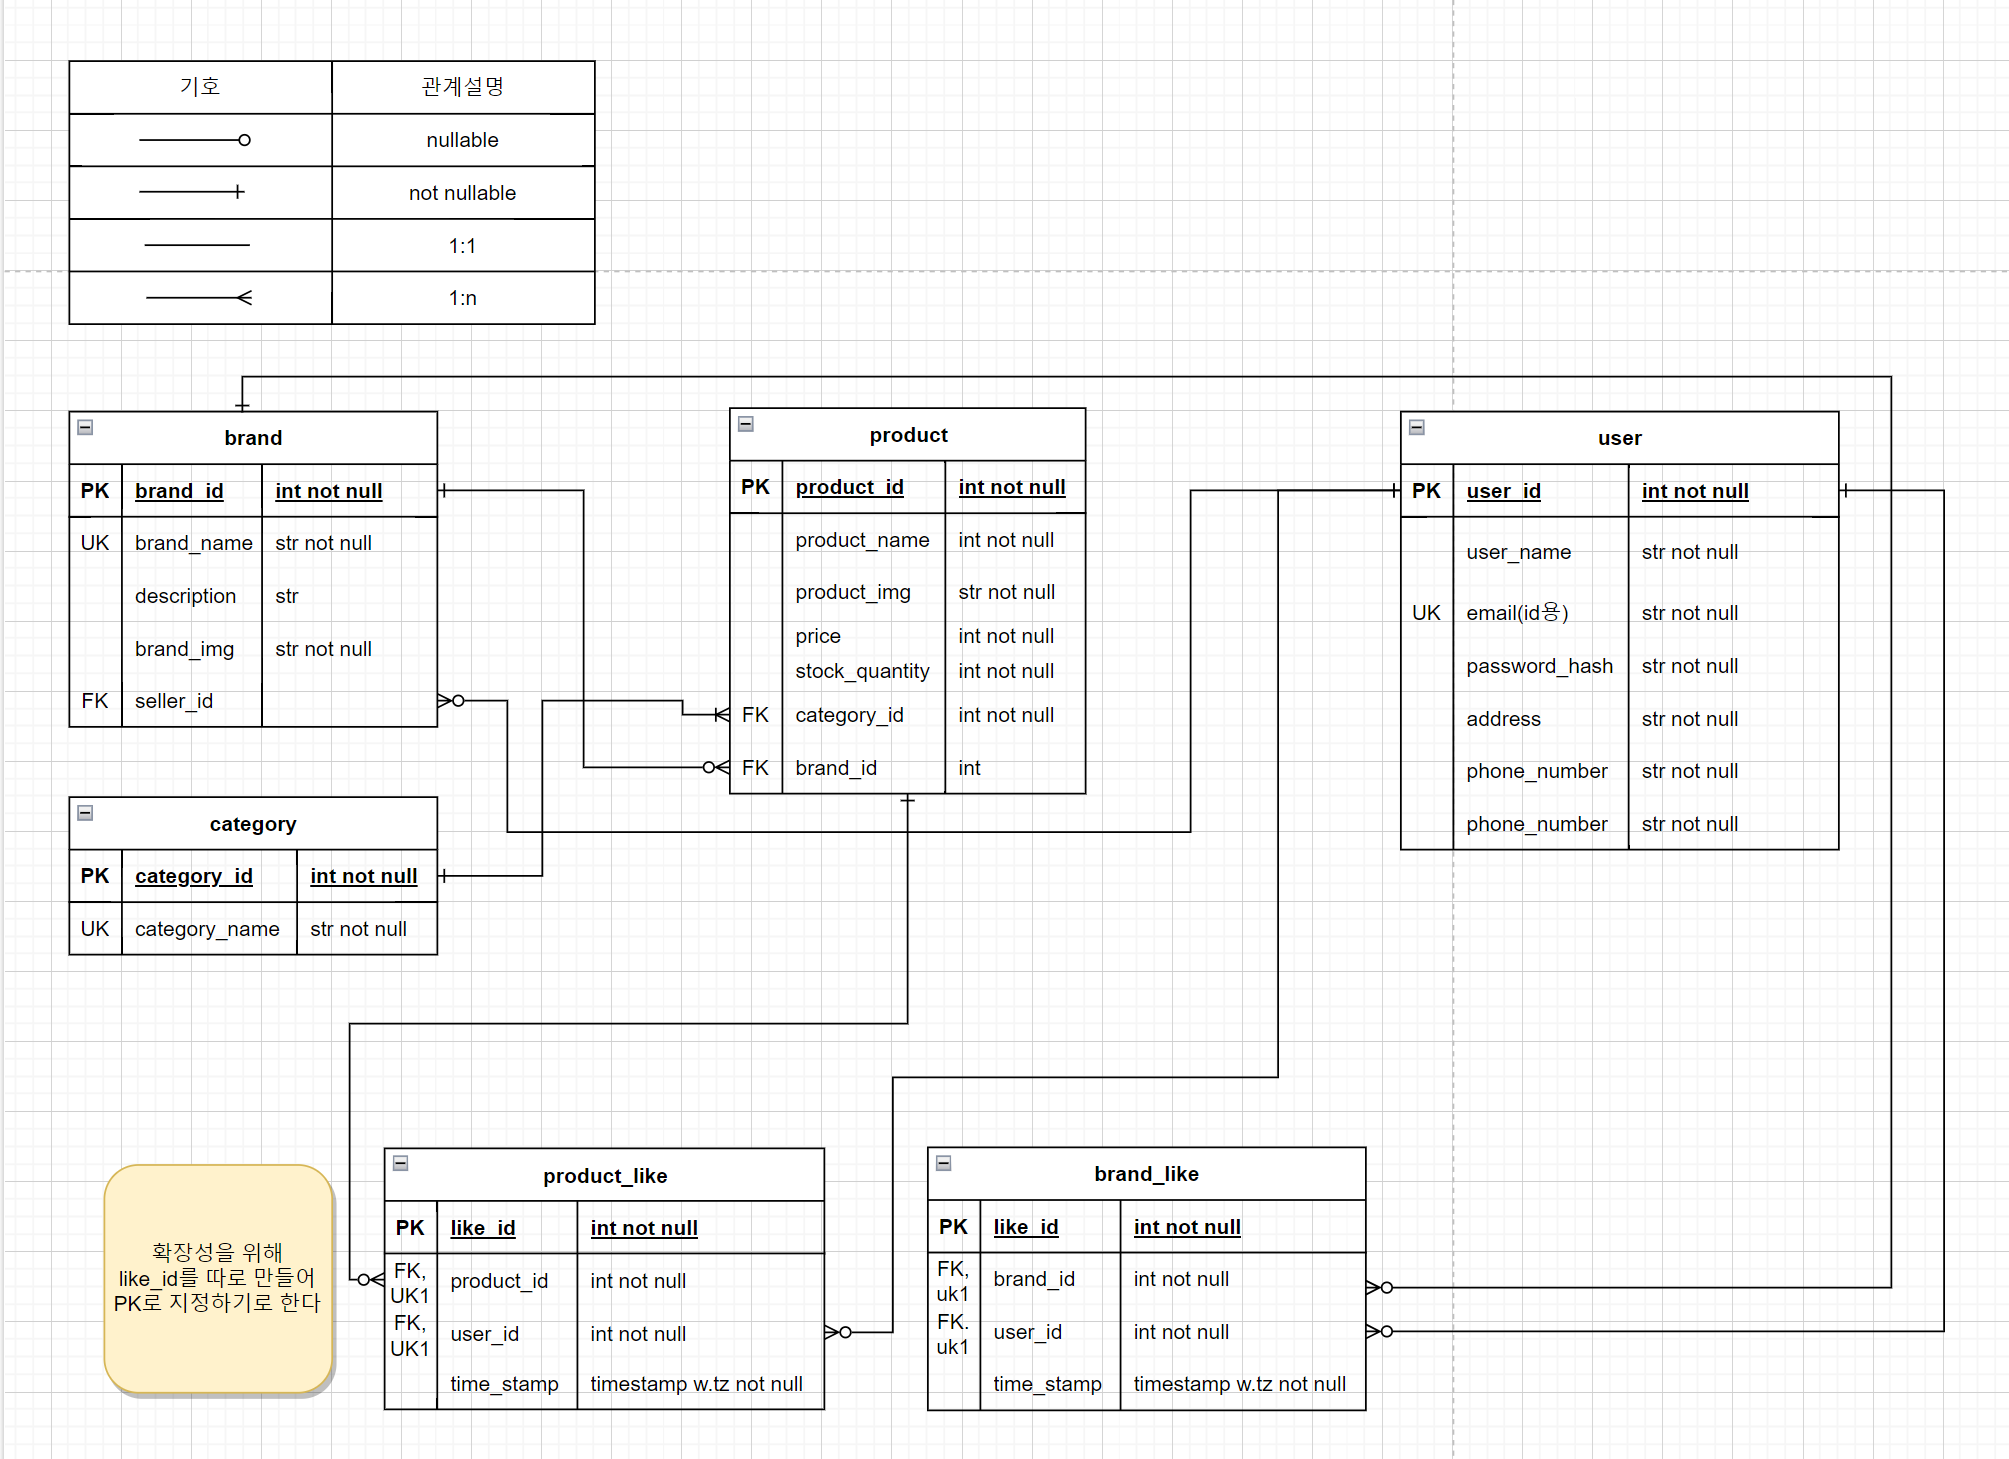 기호 관계설명
nullable
not nullable
1:1
1:n
brand
PK brand_id int not null
UK brand_name str not null
description str
brand_img str not null
FK seller_id
product
PK product_id int not null
product_name int not null
product_img str not null
price int not null
stock_quantity int not null
FK category_id int not null
FK brand_id int
user
PK user_id int not null
user_name str not null
UK email(id용) str not null
password_hash str not null
address str not null
phone_number str not null
phone_number str not null
category
PK category_id int not null
UK category_name str not null
확장성을 위해
like_id를 따로 만들어
PK로 지정하기로 한다
product_like
PK like_id int not null
FK,
UK1 product_id int not null
FK,
UK1 user_id int not null
time_stamp timestamp w.tz not null
brand_like
PK like_id int not null
FK,
uk1 brand_id int not null
FK.
uk1 user_id int not null
time_stamp timestamp w.tz not null